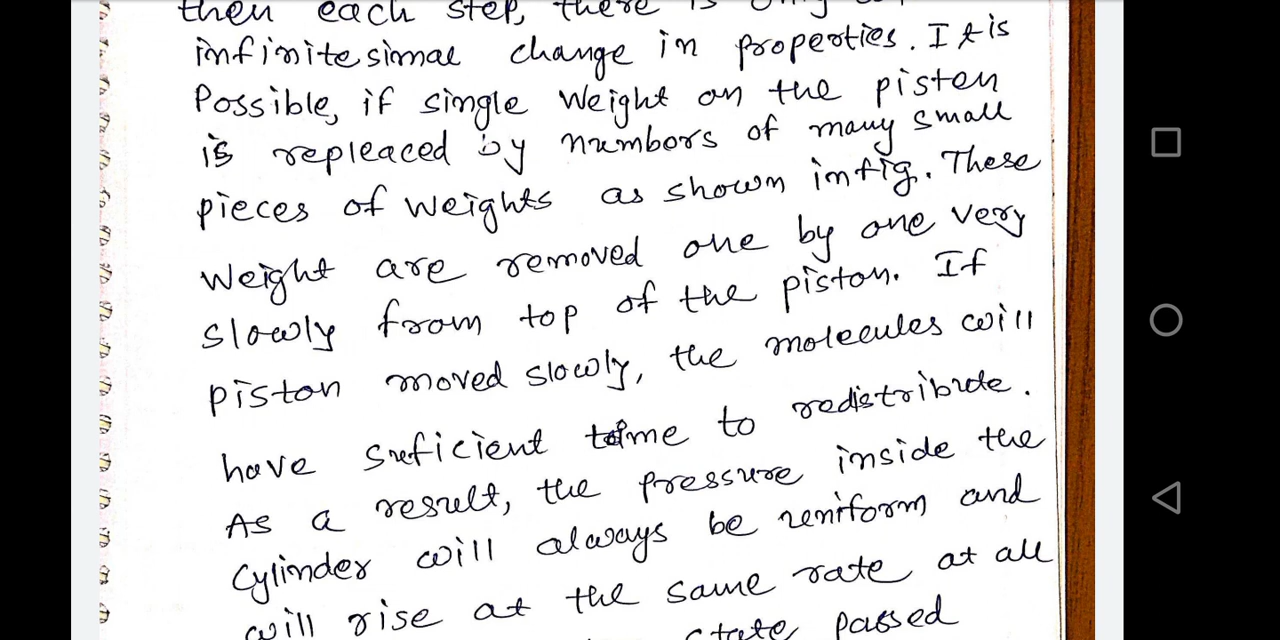 then each step, there is only
infinitesimal change in properties. It is
Possible, if single weight on the pisten
is repleaced by numbers of many small
pieces of weights as shown in fig. These
weight are removed one by one very
slowly from top of the piston. If
piston moved slowly, the molecules will
have suficient time to redistribute.
As a result, the pressure inside the
cylinder will always be uniform and
will rise at the same rate at all
state passed